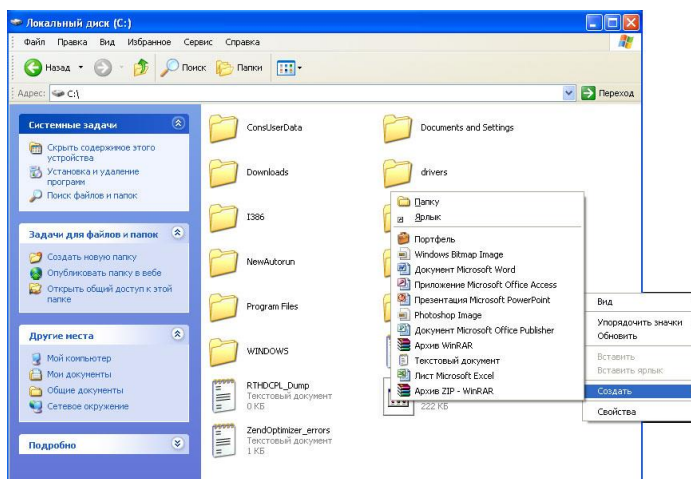 Локальный диск (C:)
Файл Правка Вид Избранное Сервис Справка
Назад Поиск Папки
Адрес: C:\ Переход
Системные задачи
Скрыть содержимое этого
устройства
Установка и удаление
программ
Поиск файлов и папок
Задачи для файлов и папок
Создать новую папку
Опубликовать папку в вебе
Открыть общий доступ к этой
папке
Другие места
Мой компьютер
Мои документы
Общие документы
Сетевое окружение
Подробно
ConsUserData
Documents and Settings
Downloads
drivers
I386
NewAutorun
Program Files
WINDOWS
RTHDCPL_Dump
Текстовый документ
0 КБ
222 КБ
ZendOptimizer_errors
Текстовый документ
1 КБ
Папку
Ярлык
Портфель
Windows Bitmap Image
Документ Microsoft Word
Приложение Microsoft Office Access
Презентация Microsoft PowerPoint
Photoshop Image
Документ Microsoft Office Publisher
Архив WinRAR
Текстовый документ
Лист Microsoft Excel
Архив ZIP - WinRAR
Вид
Упорядочить значки
Обновить
Вставить
Вставить ярлык
Создать
Свойства